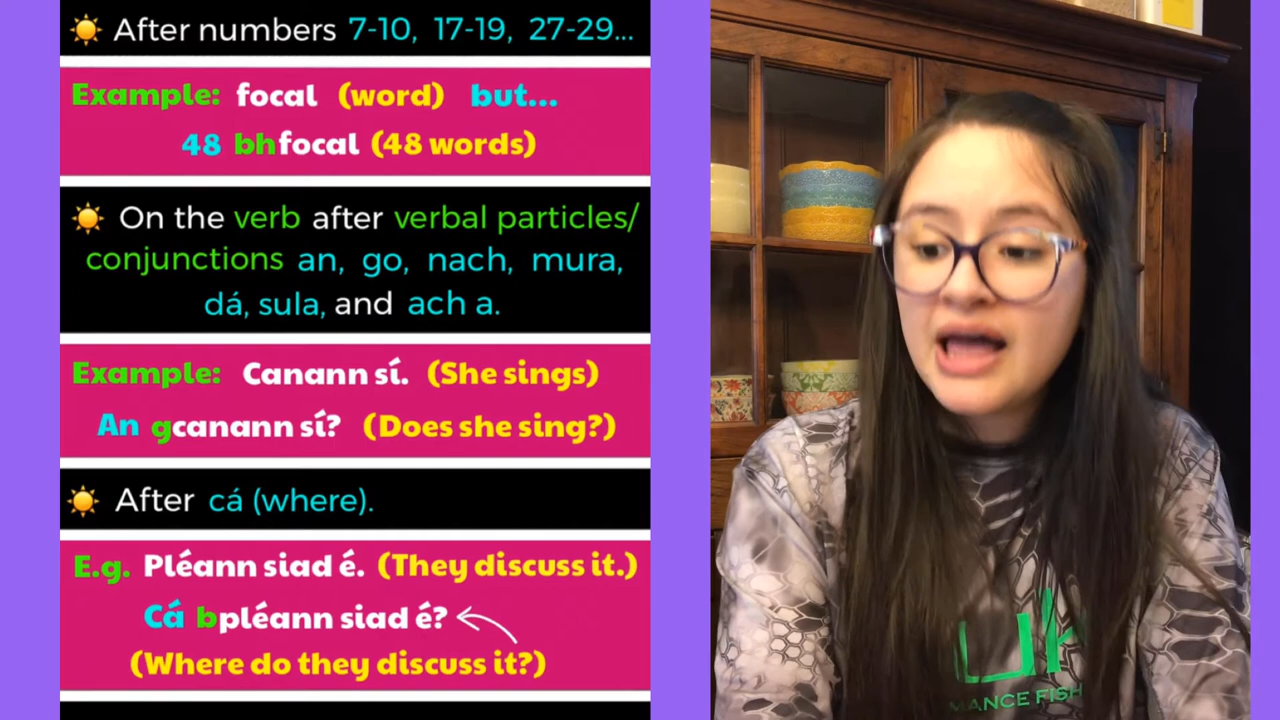 After numbers 7-10, 17-19, 27-29...
Example: focal (word) but...
48 bhfocal (48 words)
On the verb after verbal particles/
conjunctions an, go, nach, mura,
dá, sula, and ach a.
Example: Canann sí. (She sings)
An gcanann sí? (Does she sing?)
After cá (where).
E.g. Pléann siad é. (They discuss it.)
Cá bpléann siad é?
(Where do they discuss it?)